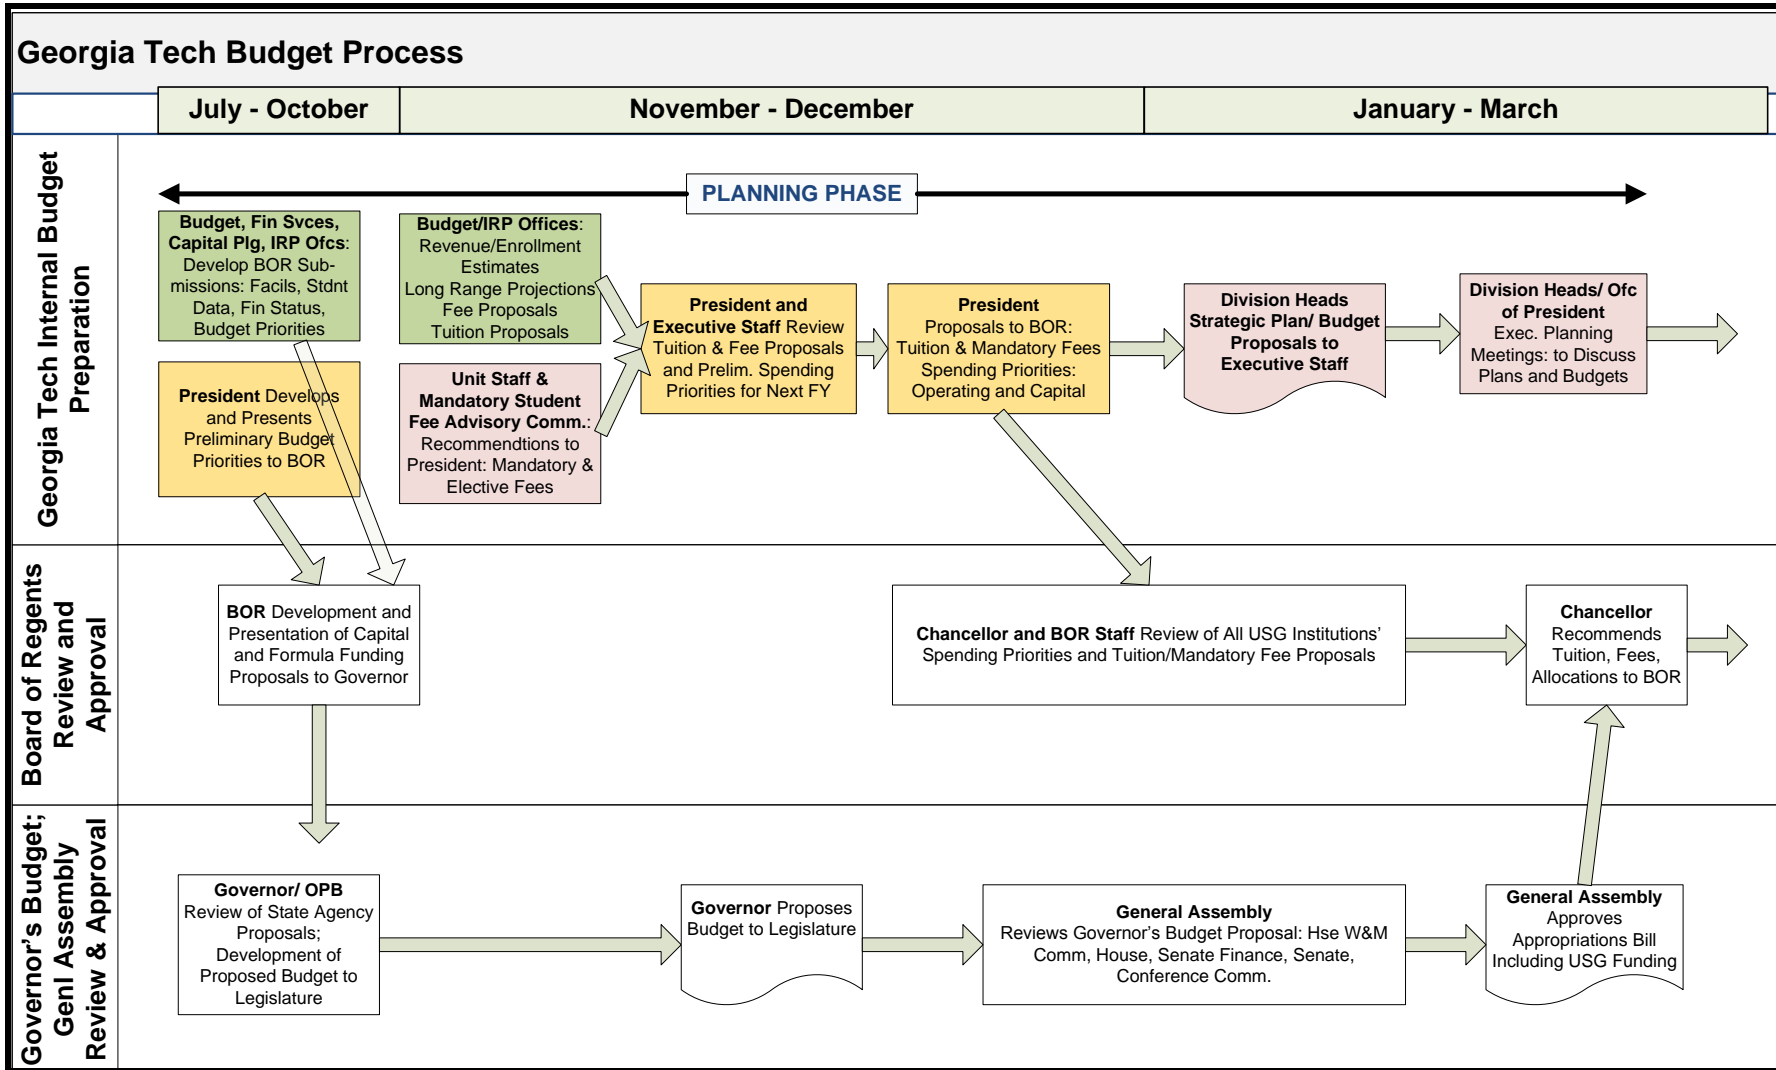 Georgia Tech Budget Process
July - October
November - December
January - March
Georgia Tech Internal Budget
Preparation
PLANNING PHASE
Budget, Fin Svces,
Capital Plg, IRP Ofcs:
Develop BOR Sub-
missions: Facils, Stdnt
Data, Fin Status,
Budget Priorities
President Develops
and Presents
Preliminary Budget
Priorities to BOR
Budget/IRP Offices:
Revenue/Enrollment
Estimates
Long Range Projections
Fee Proposals
Tuition Proposals
Unit Staff &
Mandatory Student
Fee Advisory Comm.:
Recommendtions to
President: Mandatory &
Elective Fees
President and
Executive Staff Review
Tuition & Fee Proposals
and Prelim. Spending
Priorities for Next FY
President
Proposals to BOR:
Tuition & Mandatory Fees
Spending Priorities:
Operating and Capital
Division Heads
Strategic Plan/ Budget
Proposals to
Executive Staff
Division Heads/ Ofc
of President
Exec. Planning
Meetings: to Discuss
Plans and Budgets
Board of Regents
Review and
Approval
BOR Development and
Presentation of Capital
and Formula Funding
Proposals to Governor
Chancellor and BOR Staff Review of All USG Institutions’
Spending Priorities and Tuition/Mandatory Fee Proposals
Chancellor
Recommends
Tuition, Fees,
Allocations to BOR
Governor’s Budget;
Genl Assembly
Review & Approval
Governor/ OPB
Review of State Agency
Proposals;
Development of
Proposed Budget to
Legislature
Governor Proposes
Budget to Legislature
General Assembly
Reviews Governor’s Budget Proposal: Hse W&M
Comm, House, Senate Finance, Senate,
Conference Comm.
General Assembly
Approves
Appropriations Bill
Including USG Funding